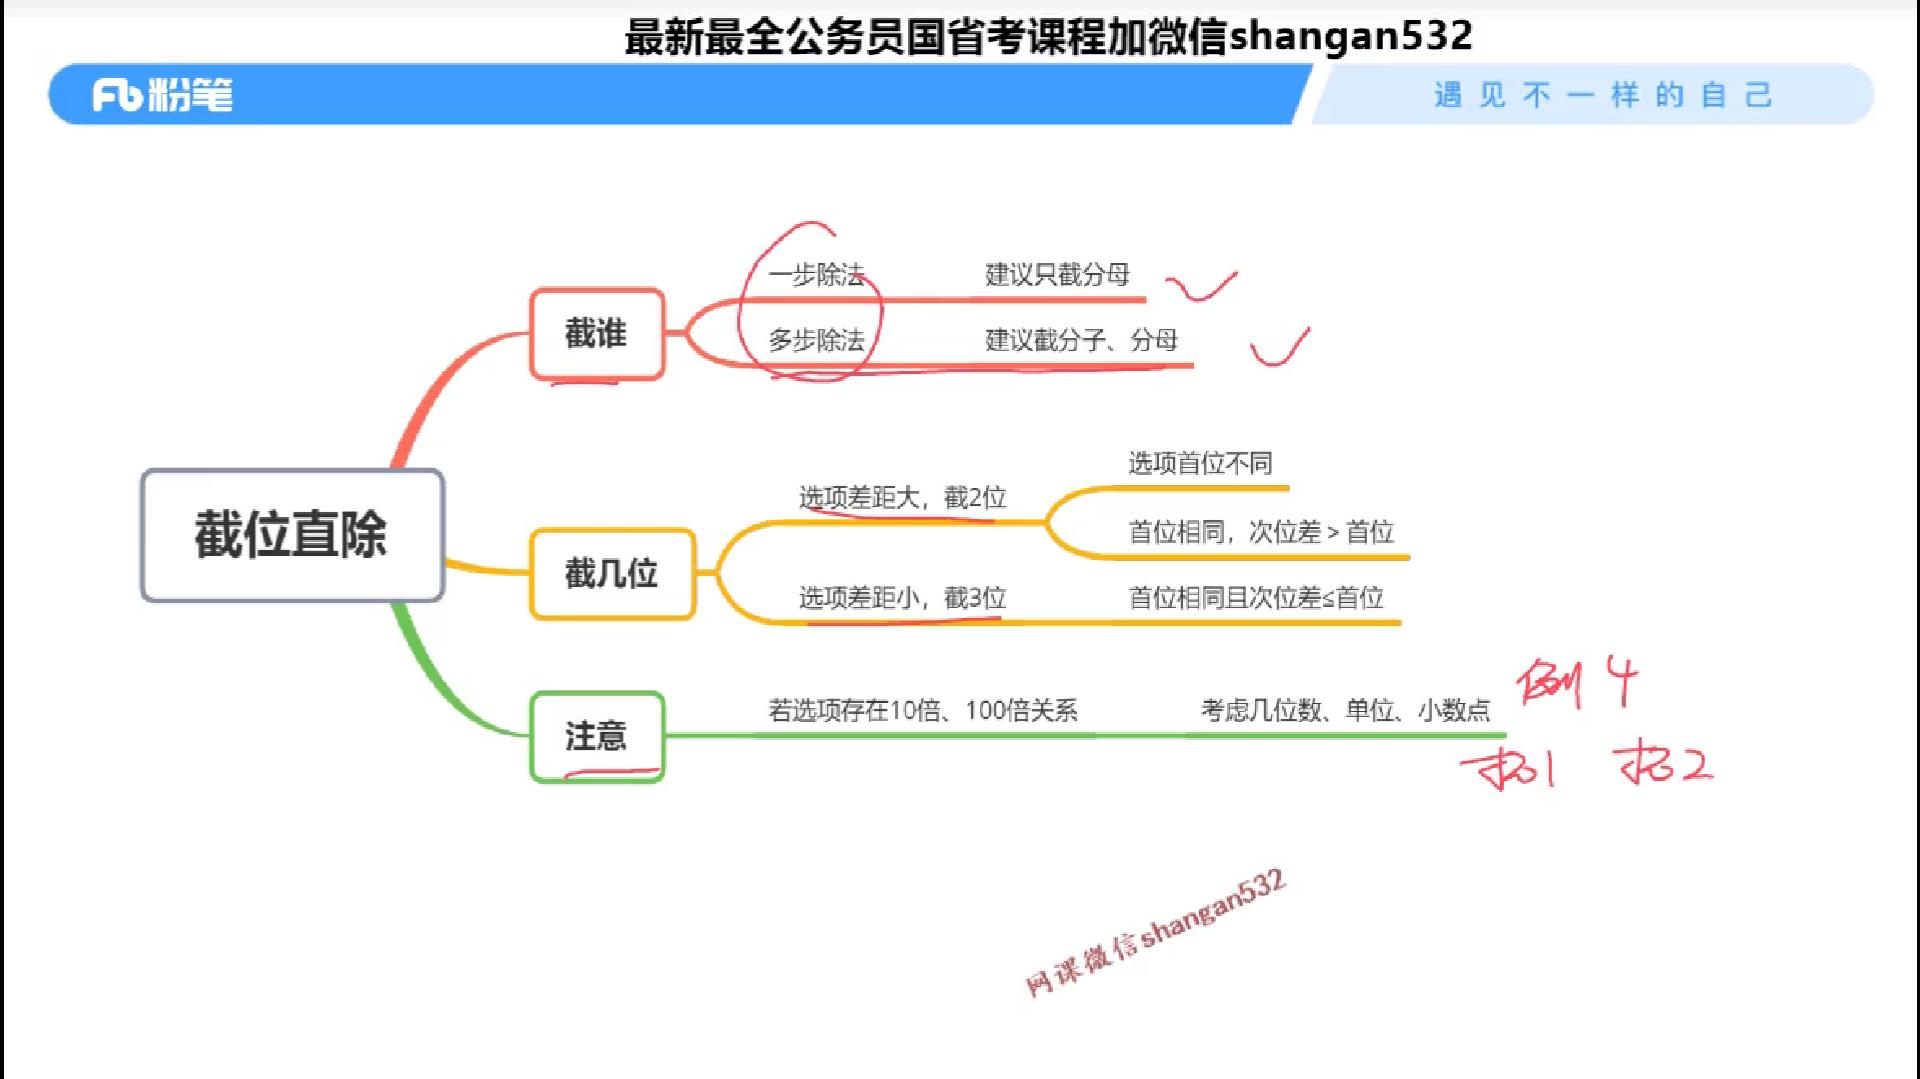 最新最全公务员国省考课程加微信shangan532
粉笔
遇见不一样的自己
截位直除
截谁
一步除法 建议只截分母
多步除法 建议截分子、分母
截几位
选项差距大，截2位
选项首位不同
首位相同，次位差＞首位
选项差距小，截3位 首位相同且次位差≤首位
注意
若选项存在10倍、100倍关系 考虑几位数、单位、小数点
例4
拓1 拓2
网课微信shangan532